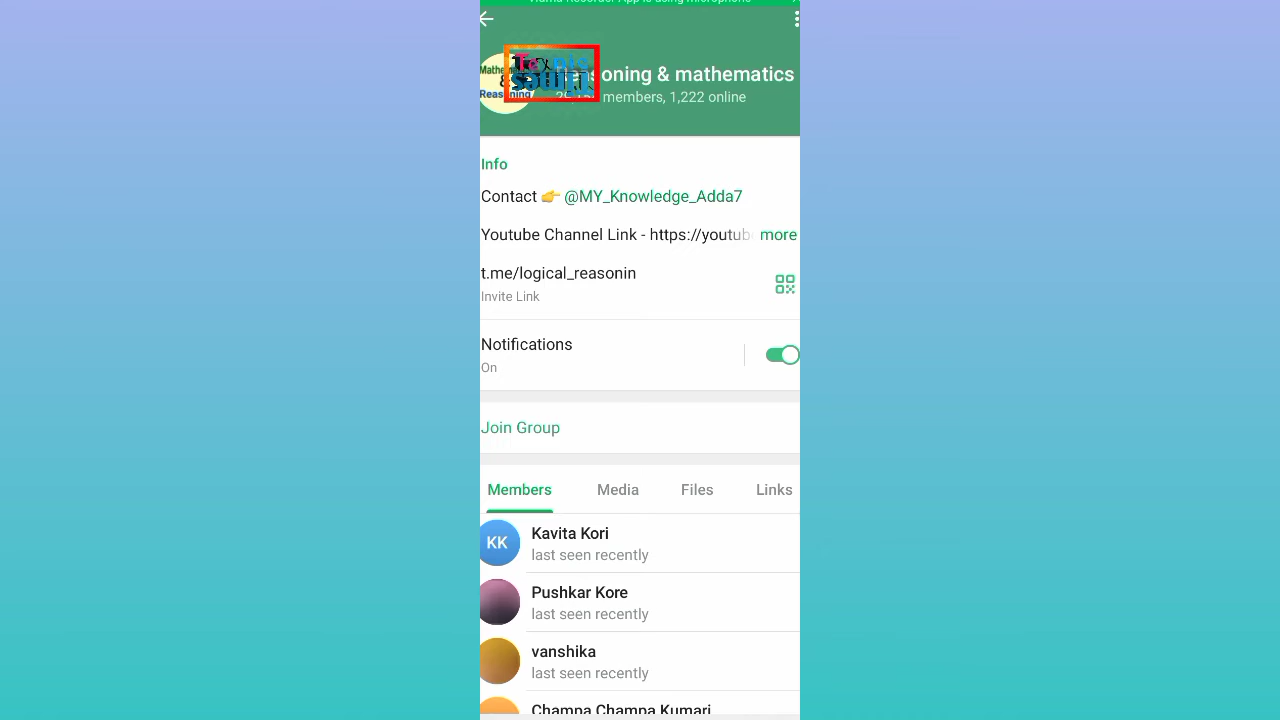 Reasoning & mathematics
members, 1,222 online
Info
Contact 👉 @MY_Knowledge_Adda7
Youtube Channel Link - https://youtub more
t.me/logical_reasonin
Invite Link
Notifications
On
Join Group
Members Media Files Links
KK Kavita Kori
last seen recently
Pushkar Kore
last seen recently
vanshika
last seen recently
Champa Champa Kumari